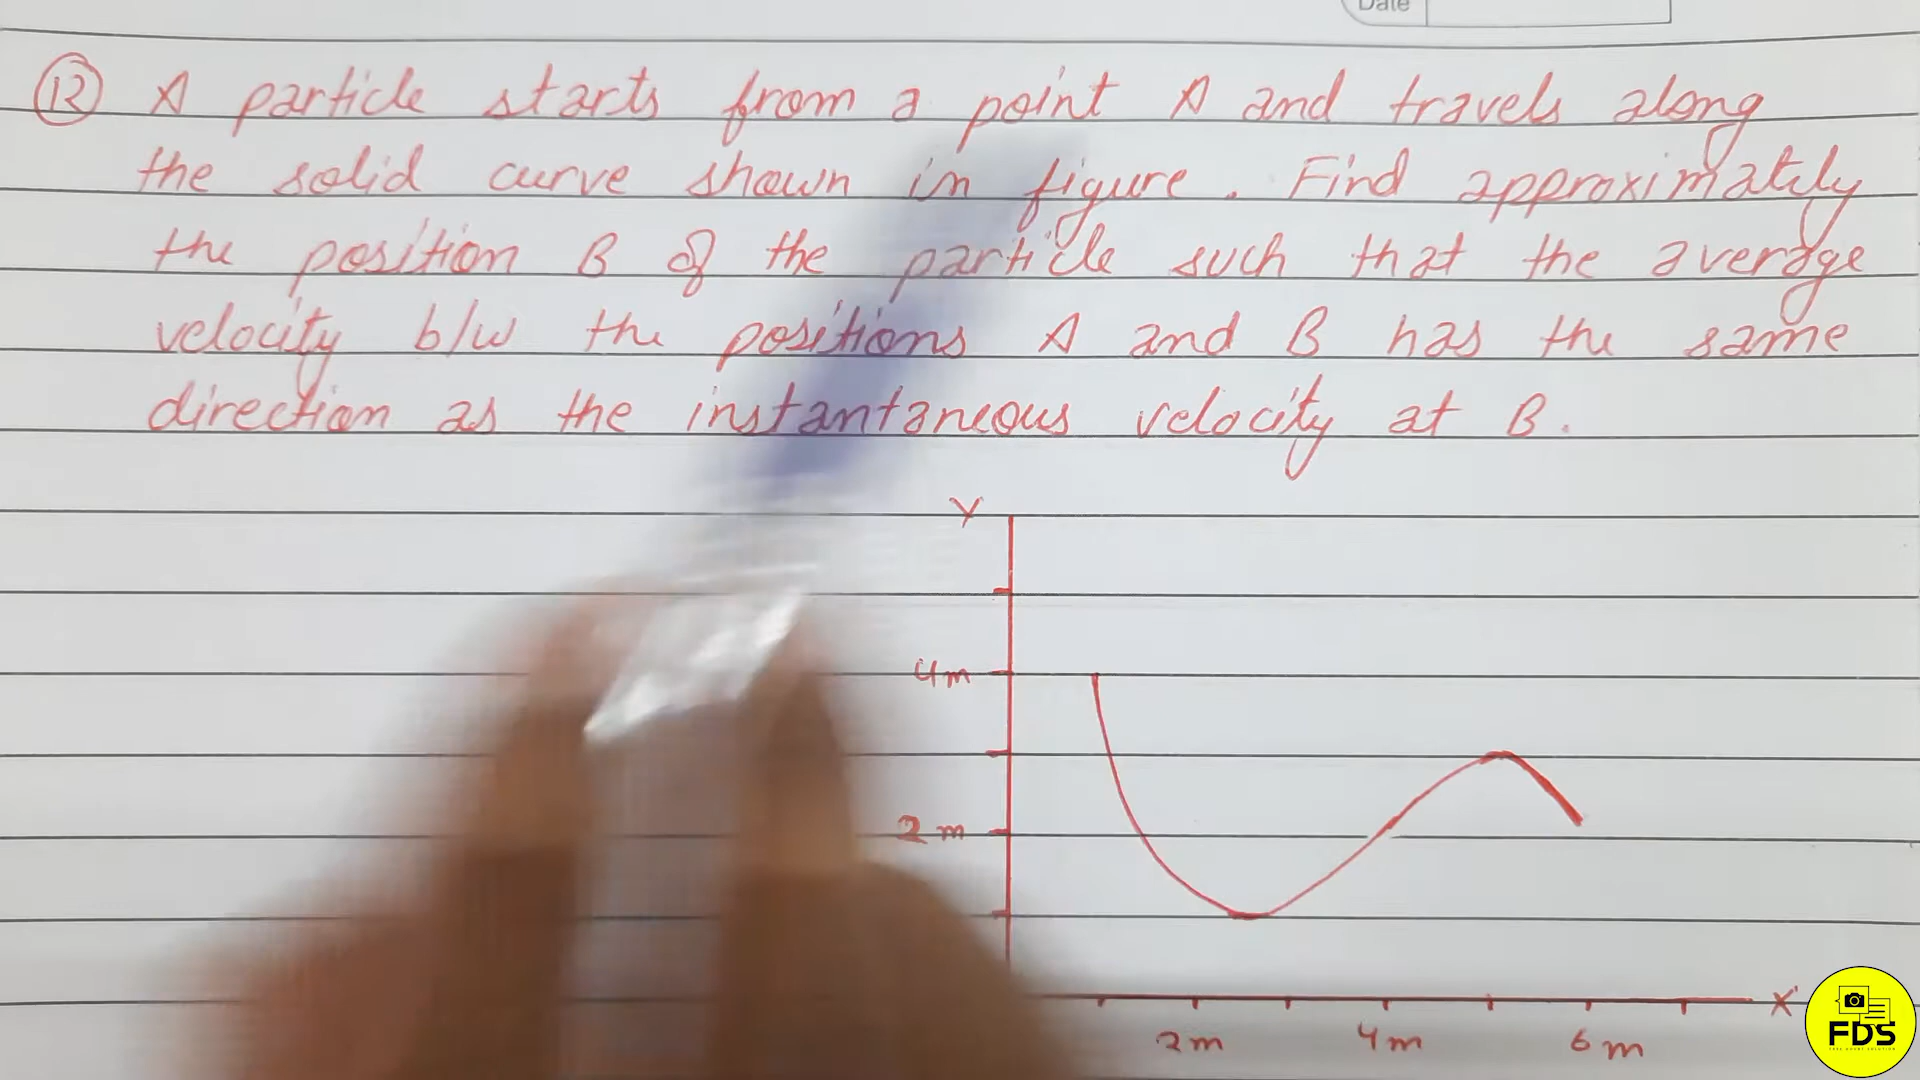 Date
12 A particle starts from a point A and travels along
the solid curve shown in figure. Find approximately
the position B of the particle such that the average
velocity b/w the positions A and B has the same
direction as the instantaneous velocity at B.
Y
4m
2m
X
2m 4m 6m
FDS